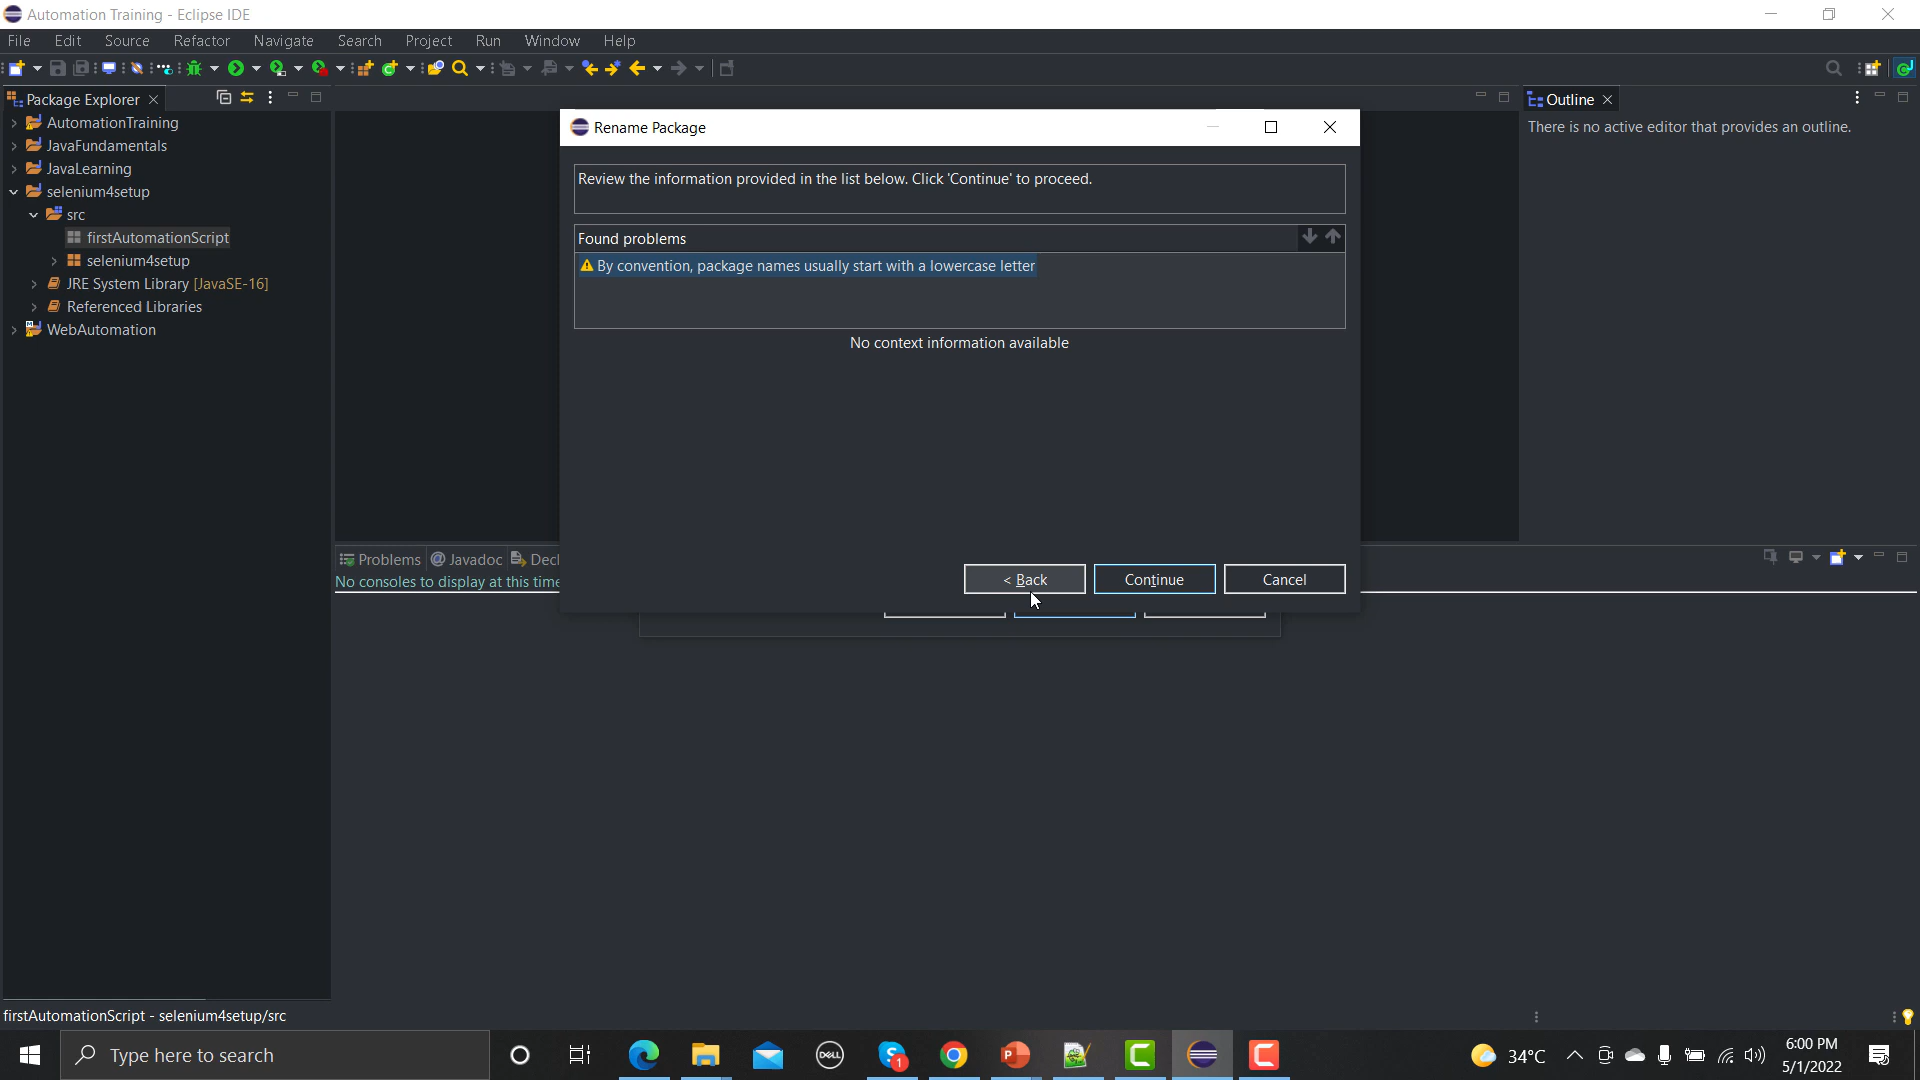 Automation Training - Eclipse IDE
File Edit Source Refactor Navigate Search Project Run Window Help
Package Explorer
AutomationTraining
JavaFundamentals
JavaLearning
selenium4setup
src
firstAutomationScript
selenium4setup
JRE System Library [JavaSE-16]
Referenced Libraries
WebAutomation
Rename Package
Review the information provided in the list below. Click 'Continue' to proceed.
Found problems
By convention, package names usually start with a lowercase letter
No context information available
< Back Continue Cancel
Outline
There is no active editor that provides an outline.
Problems @ Javadoc Decl
No consoles to display at this time
firstAutomationScript - selenium4setup/src
Type here to search
DELL
1
34°C
6:00 PM
5/1/2022